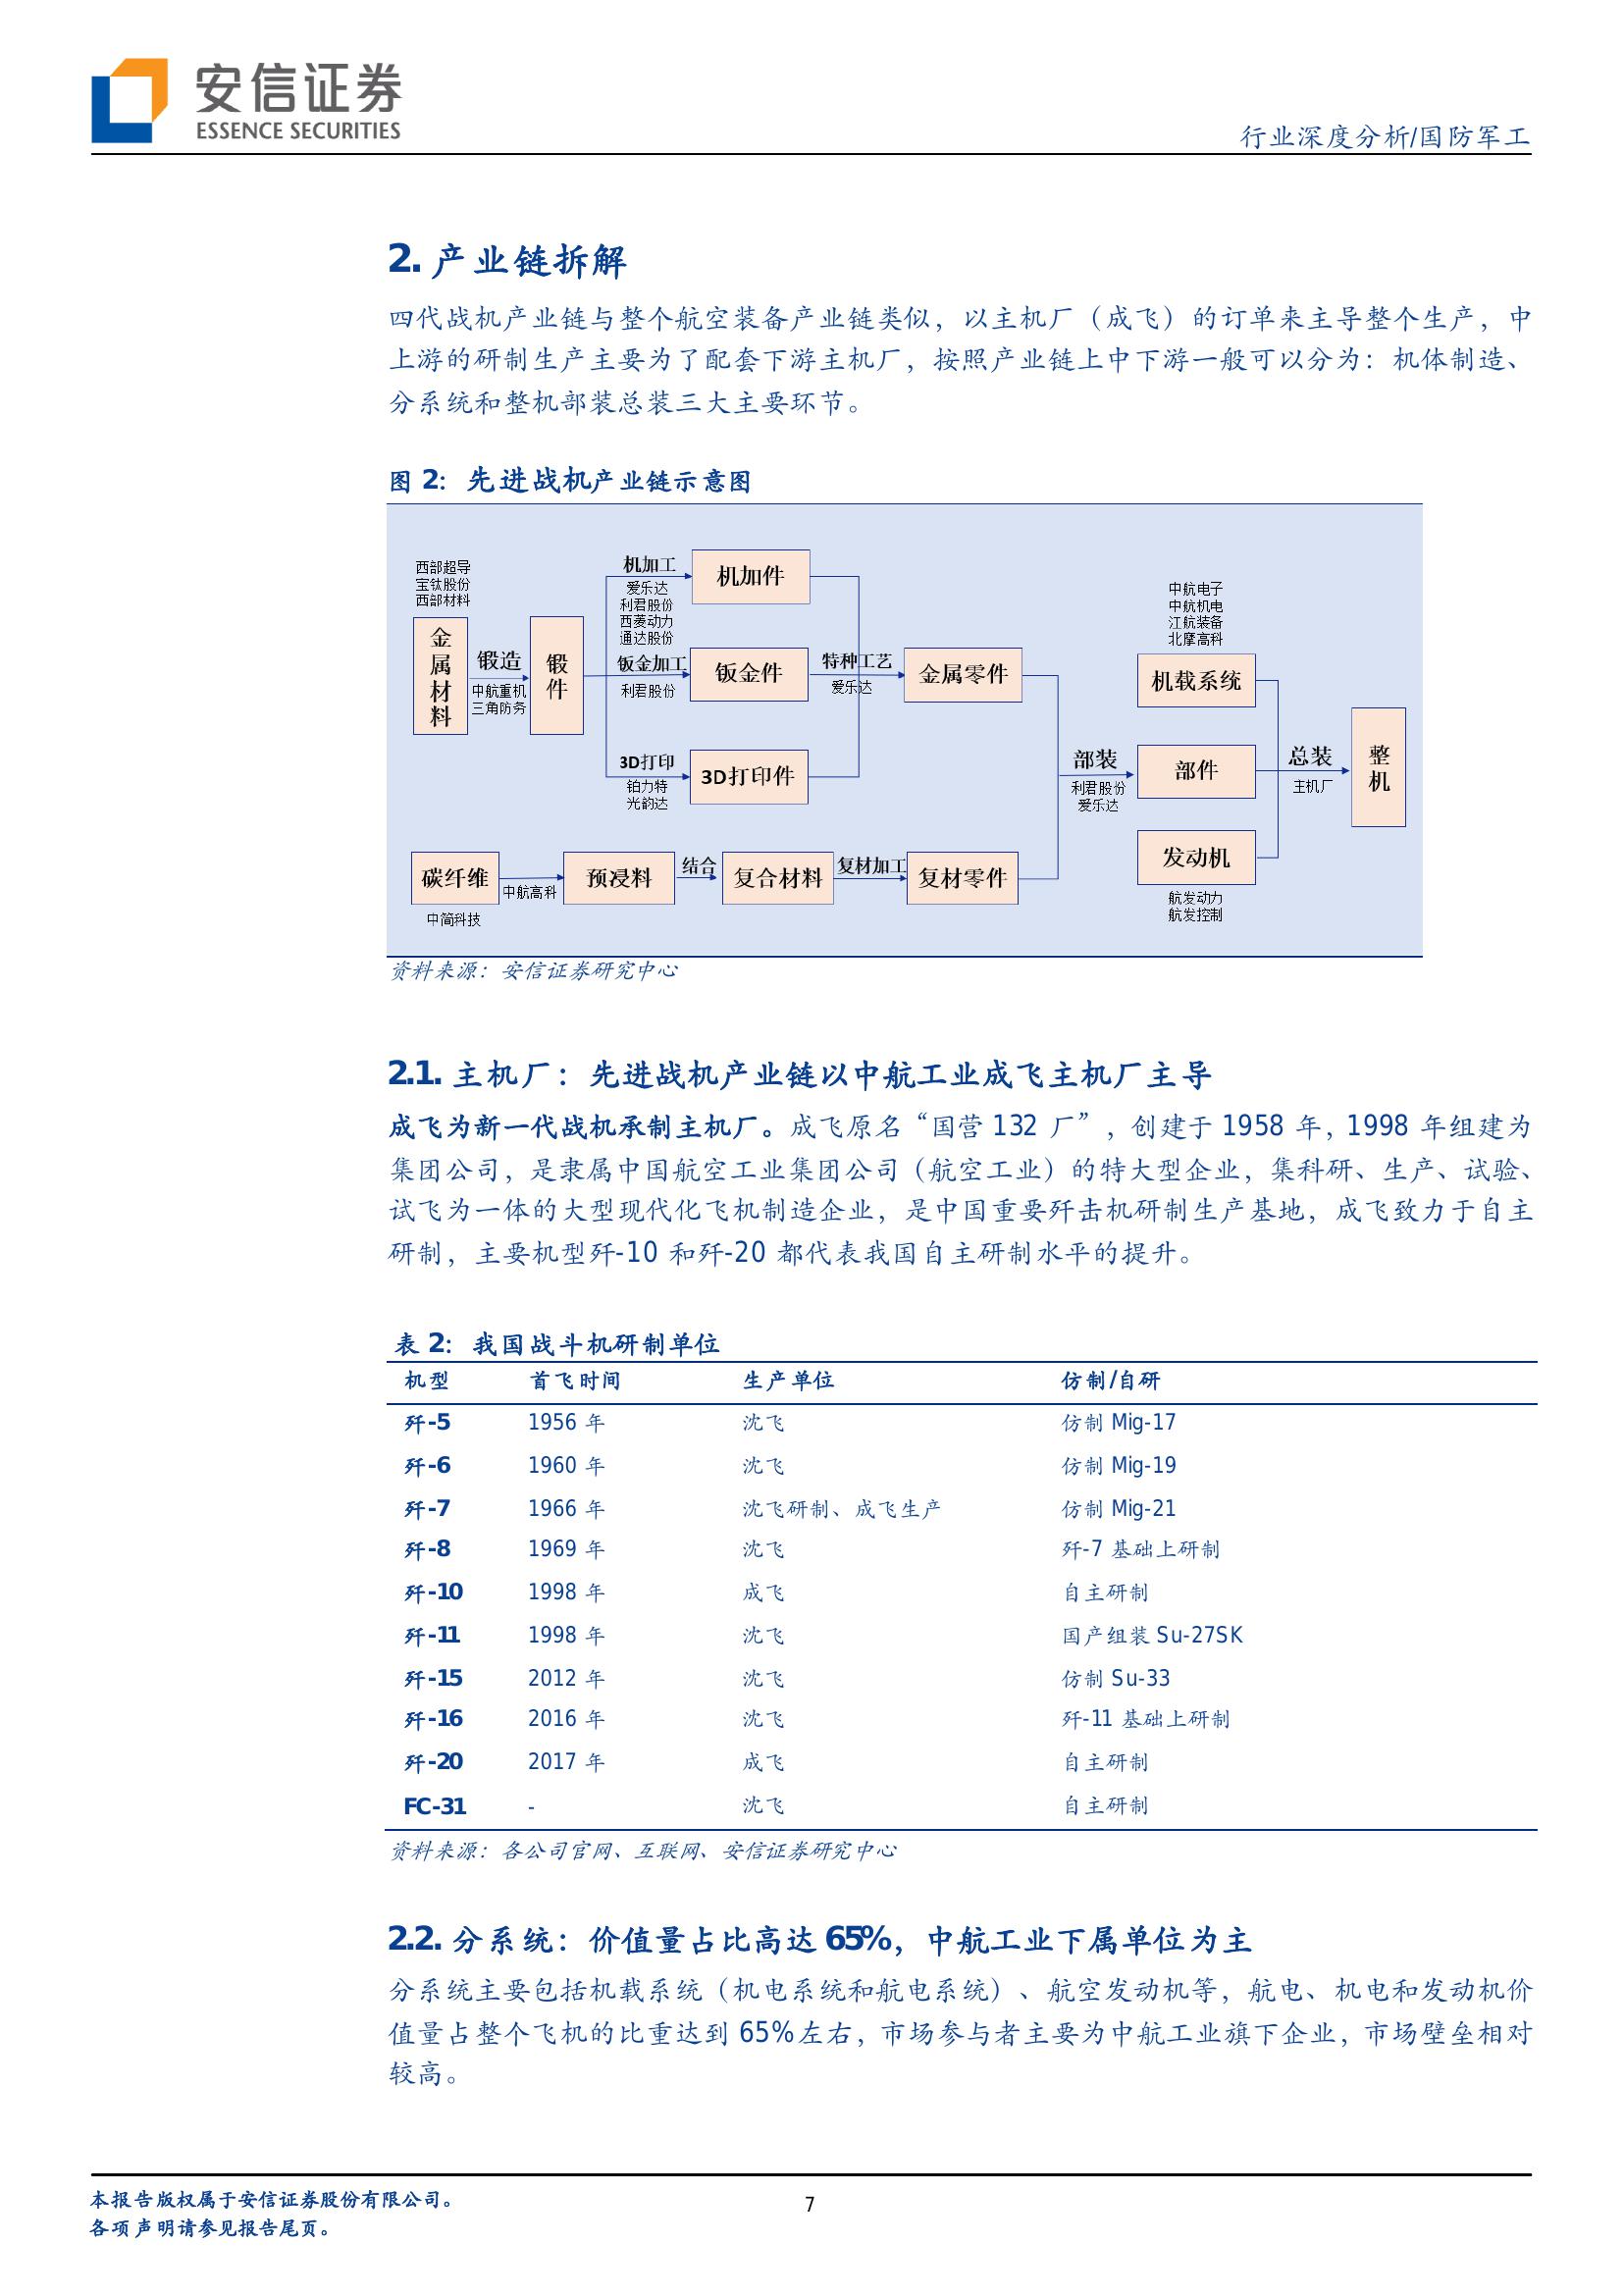 安信证券
ESSENCE SECURITIES
行业深度分析/国防军工
2. 产业链拆解
四代战机产业链与整个航空装备产业链类似，以主机厂（成飞）的订单来主导整个生产，中
上游的研制生产主要为了配套下游主机厂，按照产业链上中下游一般可以分为：机体制造、
分系统和整机部装总装三大主要环节。
图 2：先进战机产业链示意图
西部超导
宝钛股份
西部材料
金属材料
锻造
中航重机
三角防务
锻件
机加工
爱乐达
利君股份
西菱动力
通达股份
机加件
钣金加工
利君股份
钣金件
3D打印
铂力特
光韵达
3D打印件
特种工艺
爱乐达
金属零件
碳纤维
中简科技
中航高科
预浸料
结合
复合材料
复材加工
复材零件
部装
利君股份
爱乐达
中航电子
中航机电
江航装备
北摩高科
机载系统
部件
发动机
航发动力
航发控制
总装
主机厂
整机
资料来源：安信证券研究中心
2.1. 主机厂：先进战机产业链以中航工业成飞主机厂主导
成飞为新一代战机承制主机厂。成飞原名“国营 132 厂”，创建于 1958 年，1998 年组建为
集团公司，是隶属中国航空工业集团公司（航空工业）的特大型企业，集科研、生产、试验、
试飞为一体的大型现代化飞机制造企业，是中国重要歼击机研制生产基地，成飞致力于自主
研制，主要机型歼-10 和歼-20 都代表我国自主研制水平的提升。
表 2：我国战斗机研制单位
机型 首飞时间 生产单位 仿制/自研
歼-5 1956 年 沈飞 仿制 Mig-17
歼-6 1960 年 沈飞 仿制 Mig-19
歼-7 1966 年 沈飞研制、成飞生产 仿制 Mig-21
歼-8 1969 年 沈飞 歼-7 基础上研制
歼-10 1998 年 成飞 自主研制
歼-11 1998 年 沈飞 国产组装 Su-27SK
歼-15 2012 年 沈飞 仿制 Su-33
歼-16 2016 年 沈飞 歼-11 基础上研制
歼-20 2017 年 成飞 自主研制
FC-31 - 沈飞 自主研制
资料来源：各公司官网、互联网、安信证券研究中心
2.2. 分系统：价值量占比高达 65%，中航工业下属单位为主
分系统主要包括机载系统（机电系统和航电系统）、航空发动机等，航电、机电和发动机价
值量占整个飞机的比重达到 65%左右，市场参与者主要为中航工业旗下企业，市场壁垒相对
较高。
本报告版权属于安信证券股份有限公司。
各项声明请参见报告尾页。
7